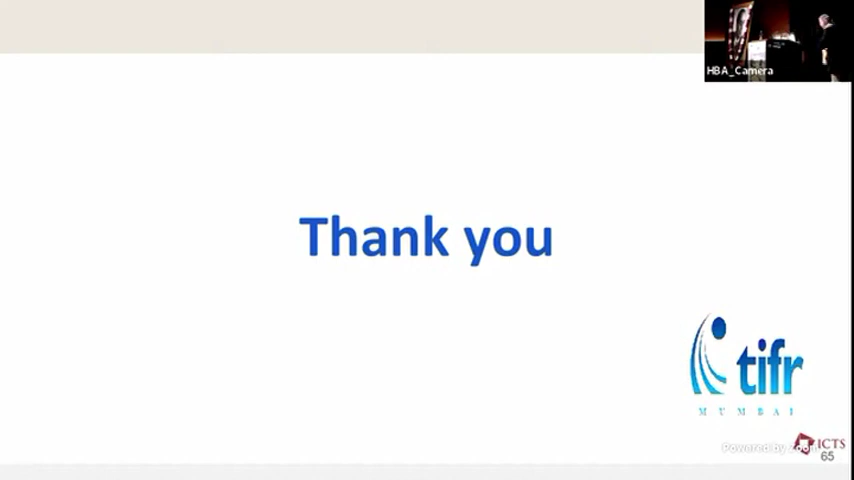 HBA_Camera
Thank you
tifr
MUMBAI
Powered by Zoom
ICTS
65